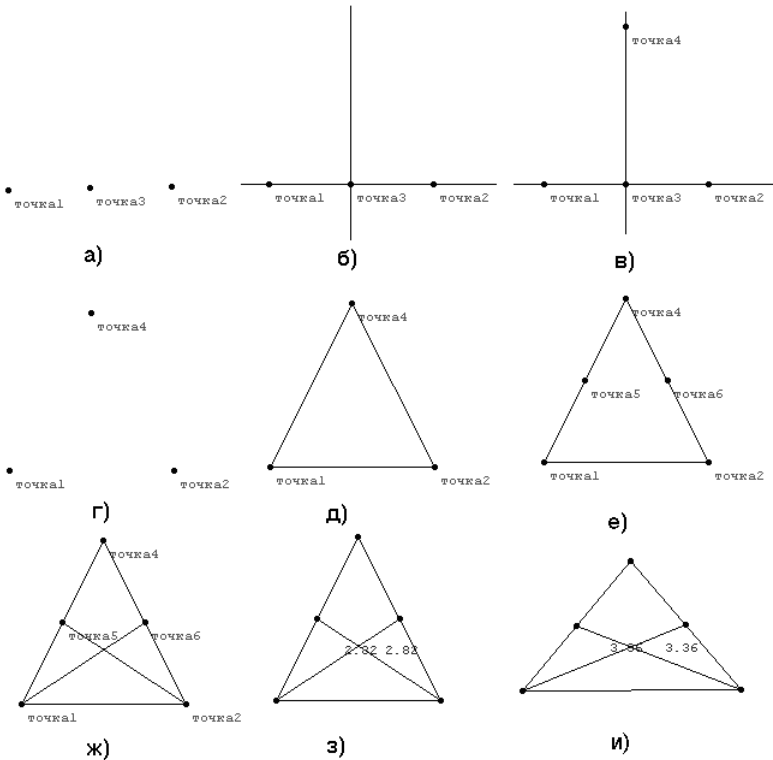 точка1 точка3 точка2
а)
точка1 точка3 точка2
б)
точка4
точка1 точка3 точка2
в)
точка4
точка1 точка2
г)
точка4
точка1 точка2
д)
точка4
точка5 точка6
точка1 точка2
е)
точка4
точка5 точка6
точка1 точка2
ж)
2.82 2.82
з)
3.36 3.36
и)